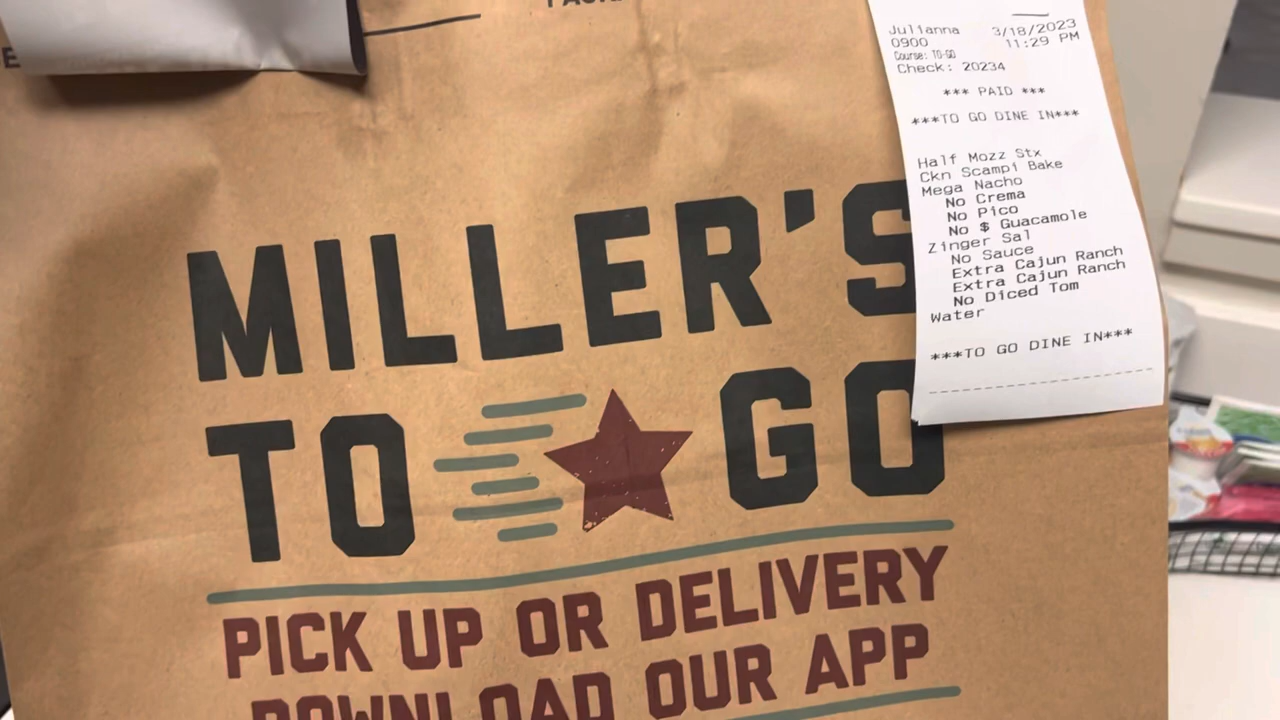 Julianna 3/18/2023
0900 11:29 PM
Course: TO-GO
Check: 20234
*** PAID ***
***TO GO DINE IN***
Half Mozz Stx
Ckn Scampi Bake
Mega Nacho
No Crema
No Pico
No $ Guacamole
Zinger Sal
No Sauce
Extra Cajun Ranch
Extra Cajun Ranch
No Diced Tom
Water
***TO GO DINE IN***
MILLER'S
TO GO
PICK UP OR DELIVERY
DOWNLOAD OUR APP